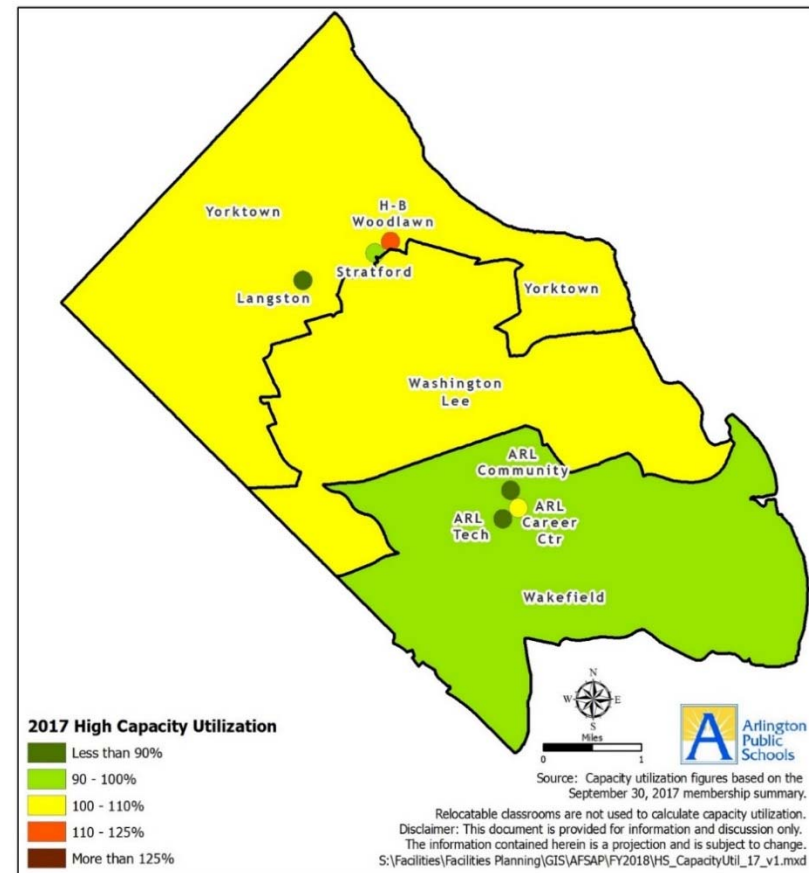 H-B
Woodlawn
Yorktown
Stratford
Langston
Yorktown
Washington
Lee
ARL
Community
ARL
Tech
ARL
Career
Ctr
Wakefield
N
W E
S
Miles
0 1
2017 High Capacity Utilization
Less than 90%
90 - 100%
100 - 110%
110 - 125%
More than 125%
A
Arlington
Public
Schools
Source: Capacity utilization figures based on the
September 30, 2017 membership summary.
Relocatable classrooms are not used to calculate capacity utilization.
Disclaimer: This document is provided for information and discussion only.
The information contained herein is a projection and is subject to change.
S:\Facilities\Facilities Planning\GIS\AFSAP\FY2018\HS_CapacityUtil_17_v1.mxd